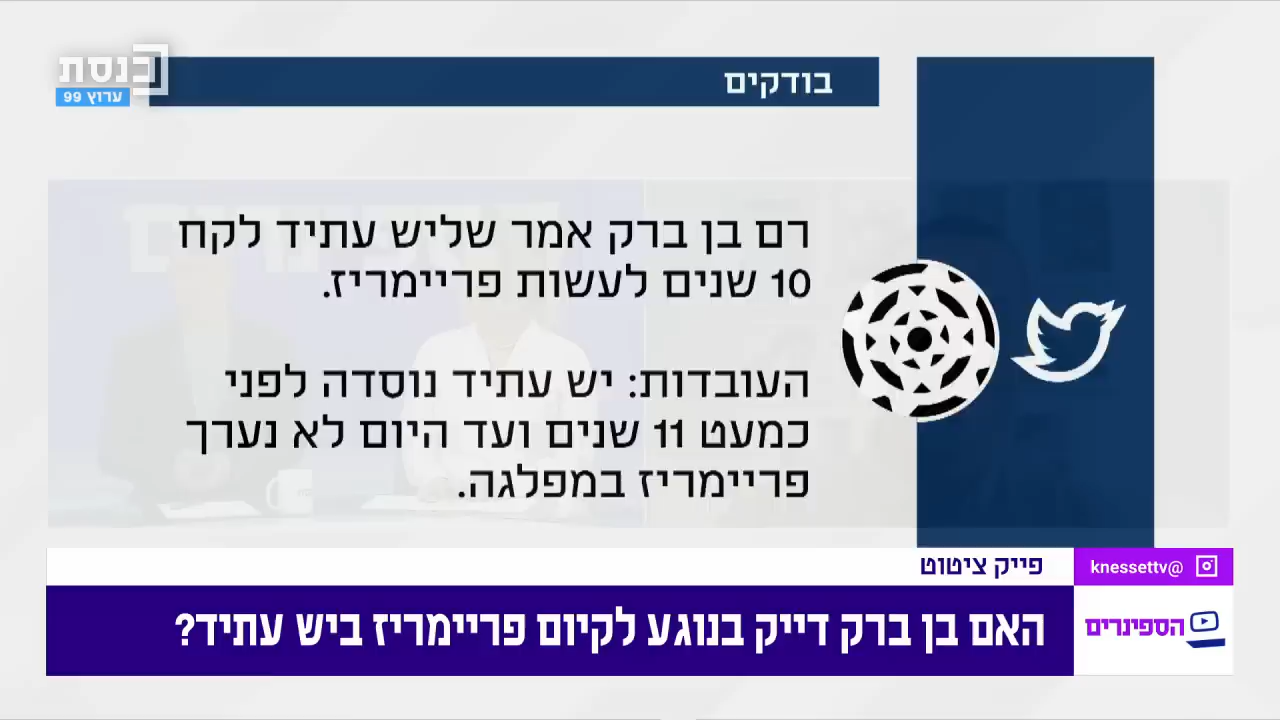 כנסת
ערוץ 99
בודקים
רם בן ברק אמר שליש עתיד לקח
10 שנים לעשות פריימריז.
העובדות: יש עתיד נוסדה לפני
כמעט 11 שנים ועד היום לא נערך
פריימריז במפלגה.
פייק ציטוט
@knessettv
האם בן ברק דייק בנוגע לקיום פריימריז ביש עתיד?
הספינרים